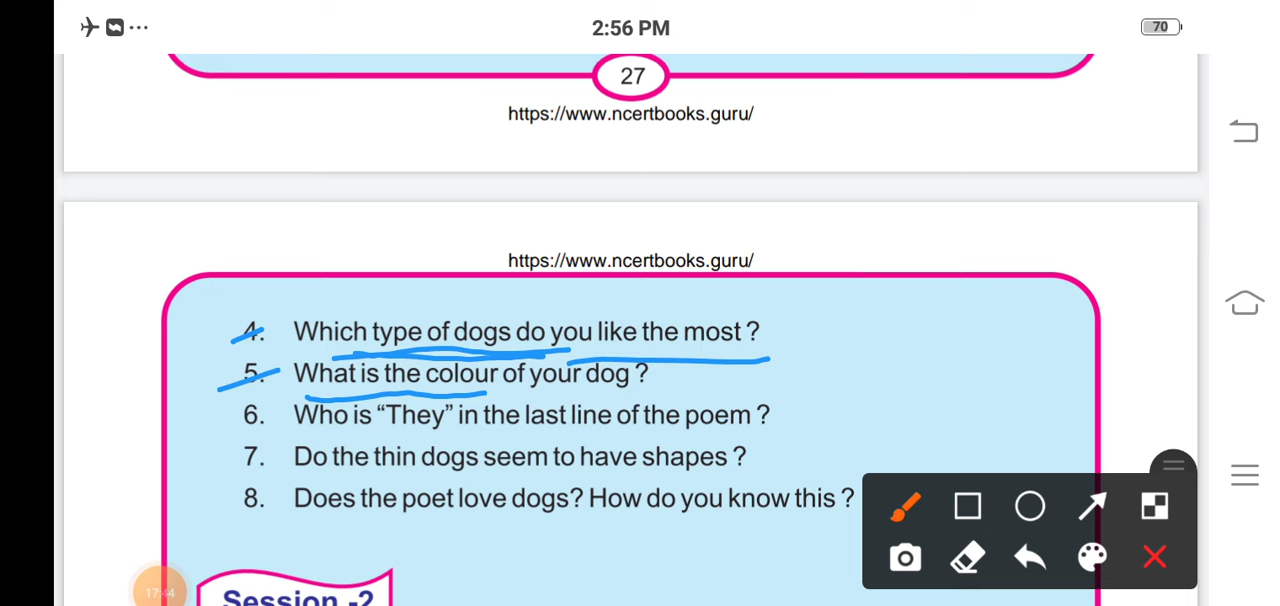 2:56 PM
70
27
https://www.ncertbooks.guru/
https://www.ncertbooks.guru/
4. Which type of dogs do you like the most ?
5. What is the colour of your dog ?
6. Who is “They” in the last line of the poem ?
7. Do the thin dogs seem to have shapes ?
8. Does the poet love dogs? How do you know this ?
17:44
Session -2